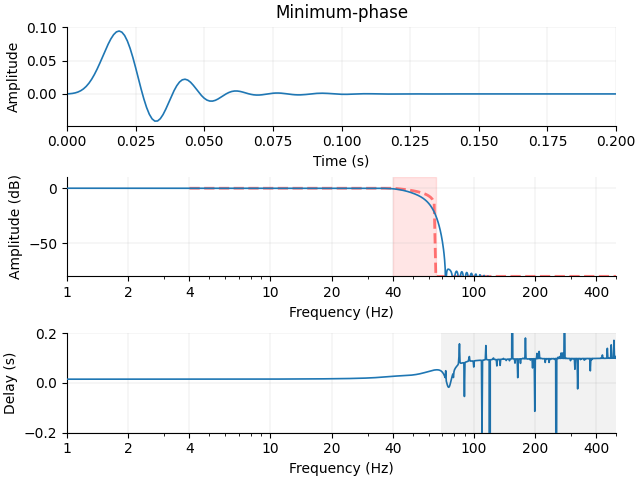 Minimum-phase
Amplitude
0.10
0.05
0.00
0.000 0.025 0.050 0.075 0.100 0.125 0.150 0.175 0.200
Time (s)
Amplitude (dB)
0
−50
1 2 4 10 20 40 100 200 400
Frequency (Hz)
Delay (s)
0.2
0.0
−0.2
1 2 4 10 20 40 100 200 400
Frequency (Hz)